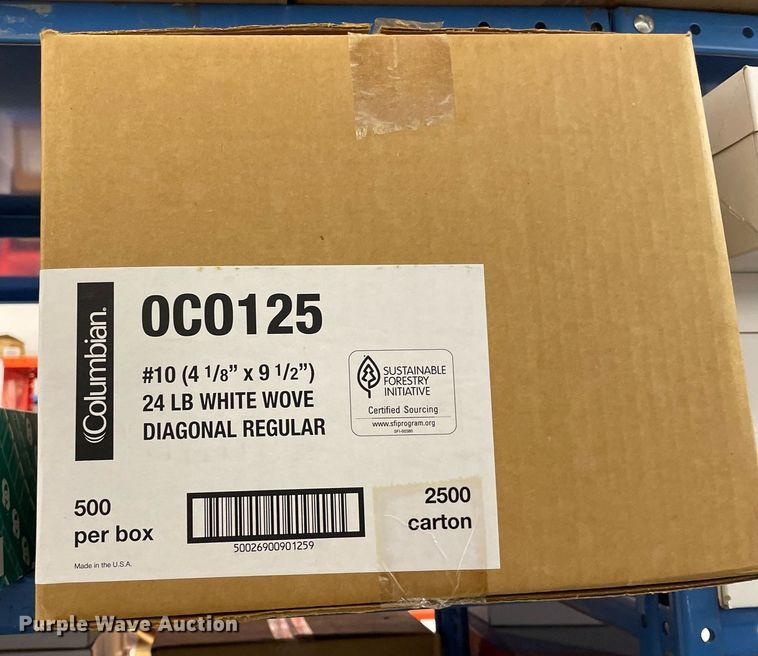 Columbian.
OCO125
#10 (4 1/8" x 9 1/2")
24 LB WHITE WOVE
DIAGONAL REGULAR
SUSTAINABLE
FORESTRY
INITIATIVE
Certified Sourcing
www.sfiprogram.org
500
per box
50026900901259
2500
carton
Made in the U.S.A.
Purple Wave Auction